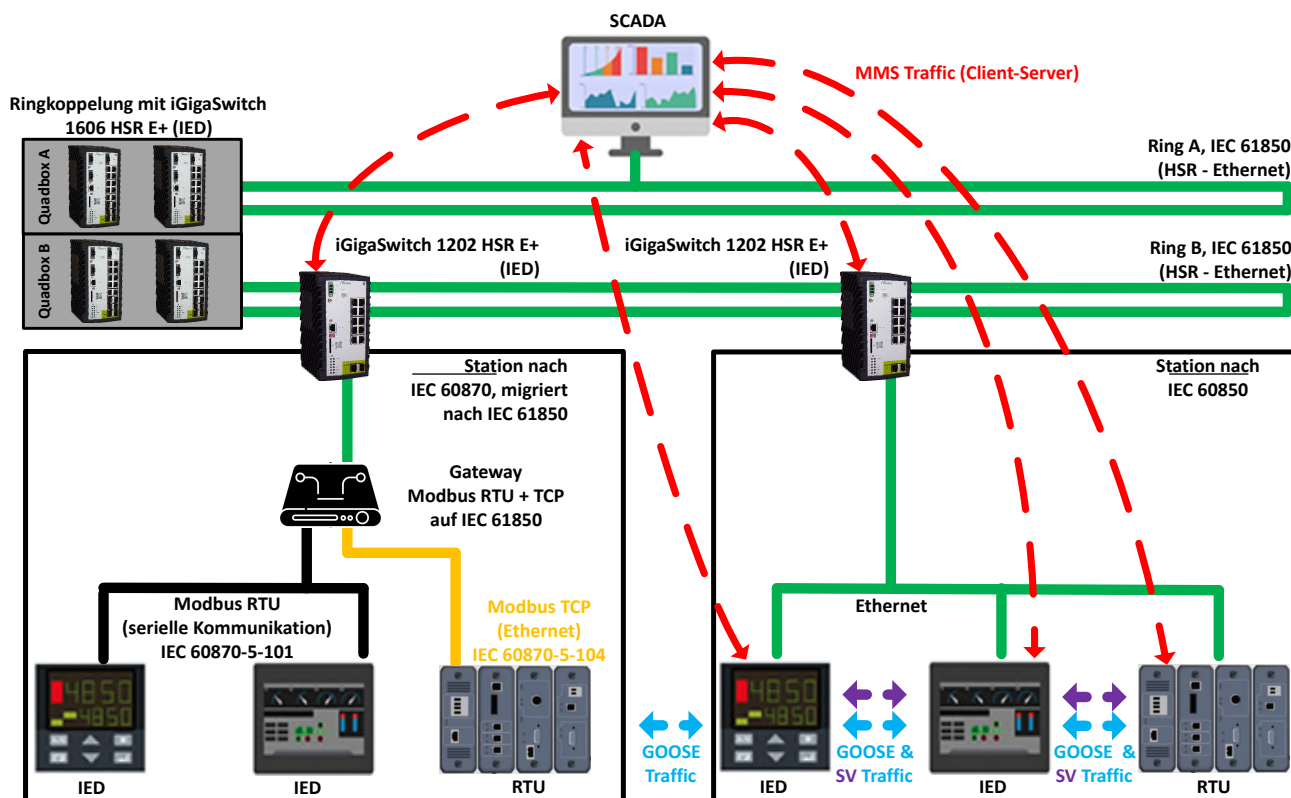 SCADA
MMS Traffic (Client-Server)
Ringkoppelung mit iGigaSwitch
1606 HSR E+ (IED)
Quadbox A
Quadbox B
Ring A, IEC 61850
(HSR - Ethernet)
iGigaSwitch 1202 HSR E+
(IED)
iGigaSwitch 1202 HSR E+
(IED)
Ring B, IEC 61850
(HSR - Ethernet)
Station nach
IEC 60870, migriert
nach IEC 61850
Station nach
IEC 60850
Gateway
Modbus RTU + TCP
auf IEC 61850
Modbus RTU
(serielle Kommunikation)
IEC 60870-5-101
Modbus TCP
(Ethernet)
IEC 60870-5-104
Ethernet
4850
4850
4850
4850
GOOSE
Traffic
GOOSE &
SV Traffic
GOOSE &
SV Traffic
IED
IED
RTU
IED
IED
RTU